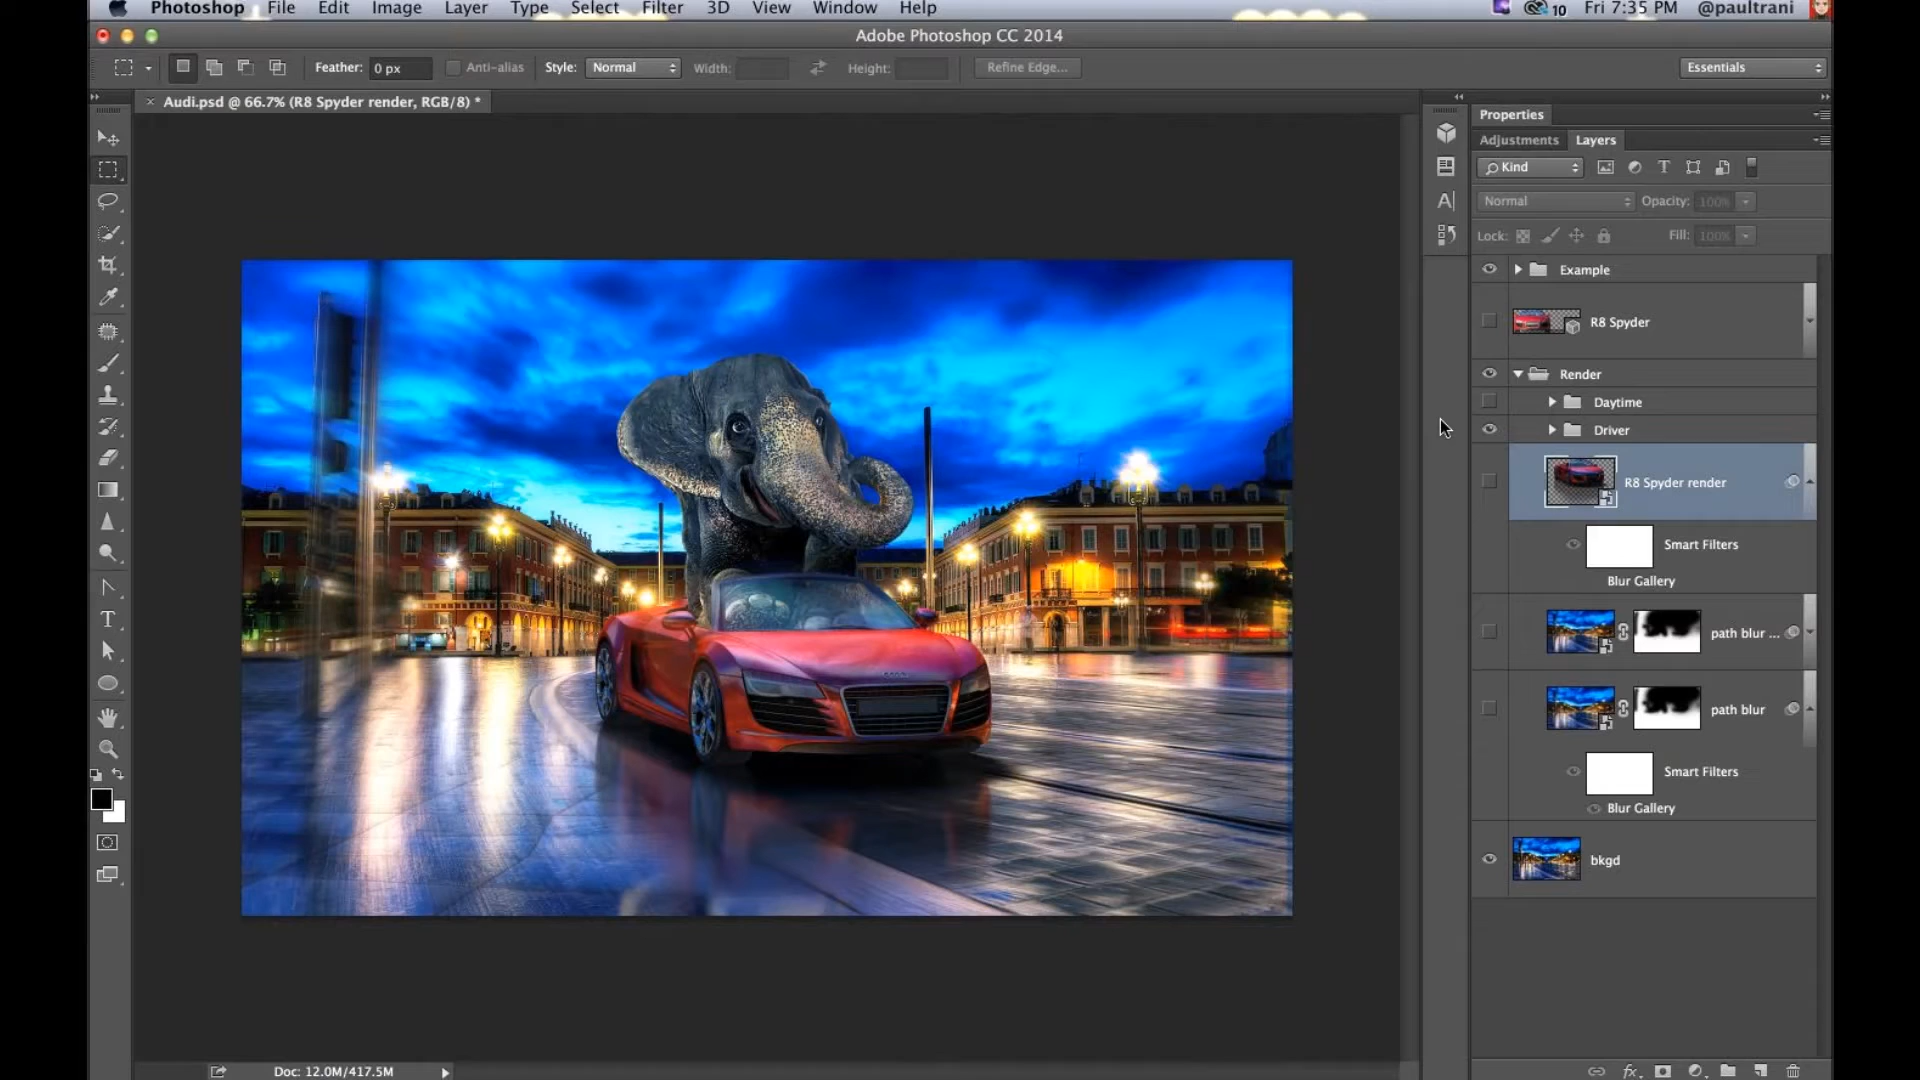 Photoshop File Edit Image Layer Type Select Filter 3D View Window Help 10 Fri 7:35 PM @paultrani
Adobe Photoshop CC 2014
Feather: 0 px Anti-alias Style: Normal Width: Height: Refine Edge... Essentials
Audi.psd @ 66.7% (R8 Spyder render, RGB/8) *
Properties
Adjustments Layers
Kind
Normal Opacity: 100%
Lock: Fill: 100%
Example
R8 Spyder
Render
Daytime
Driver
R8 Spyder render
Smart Filters
Blur Gallery
path blur ...
path blur
Smart Filters
Blur Gallery
bkgd
Doc: 12.0M/417.5M